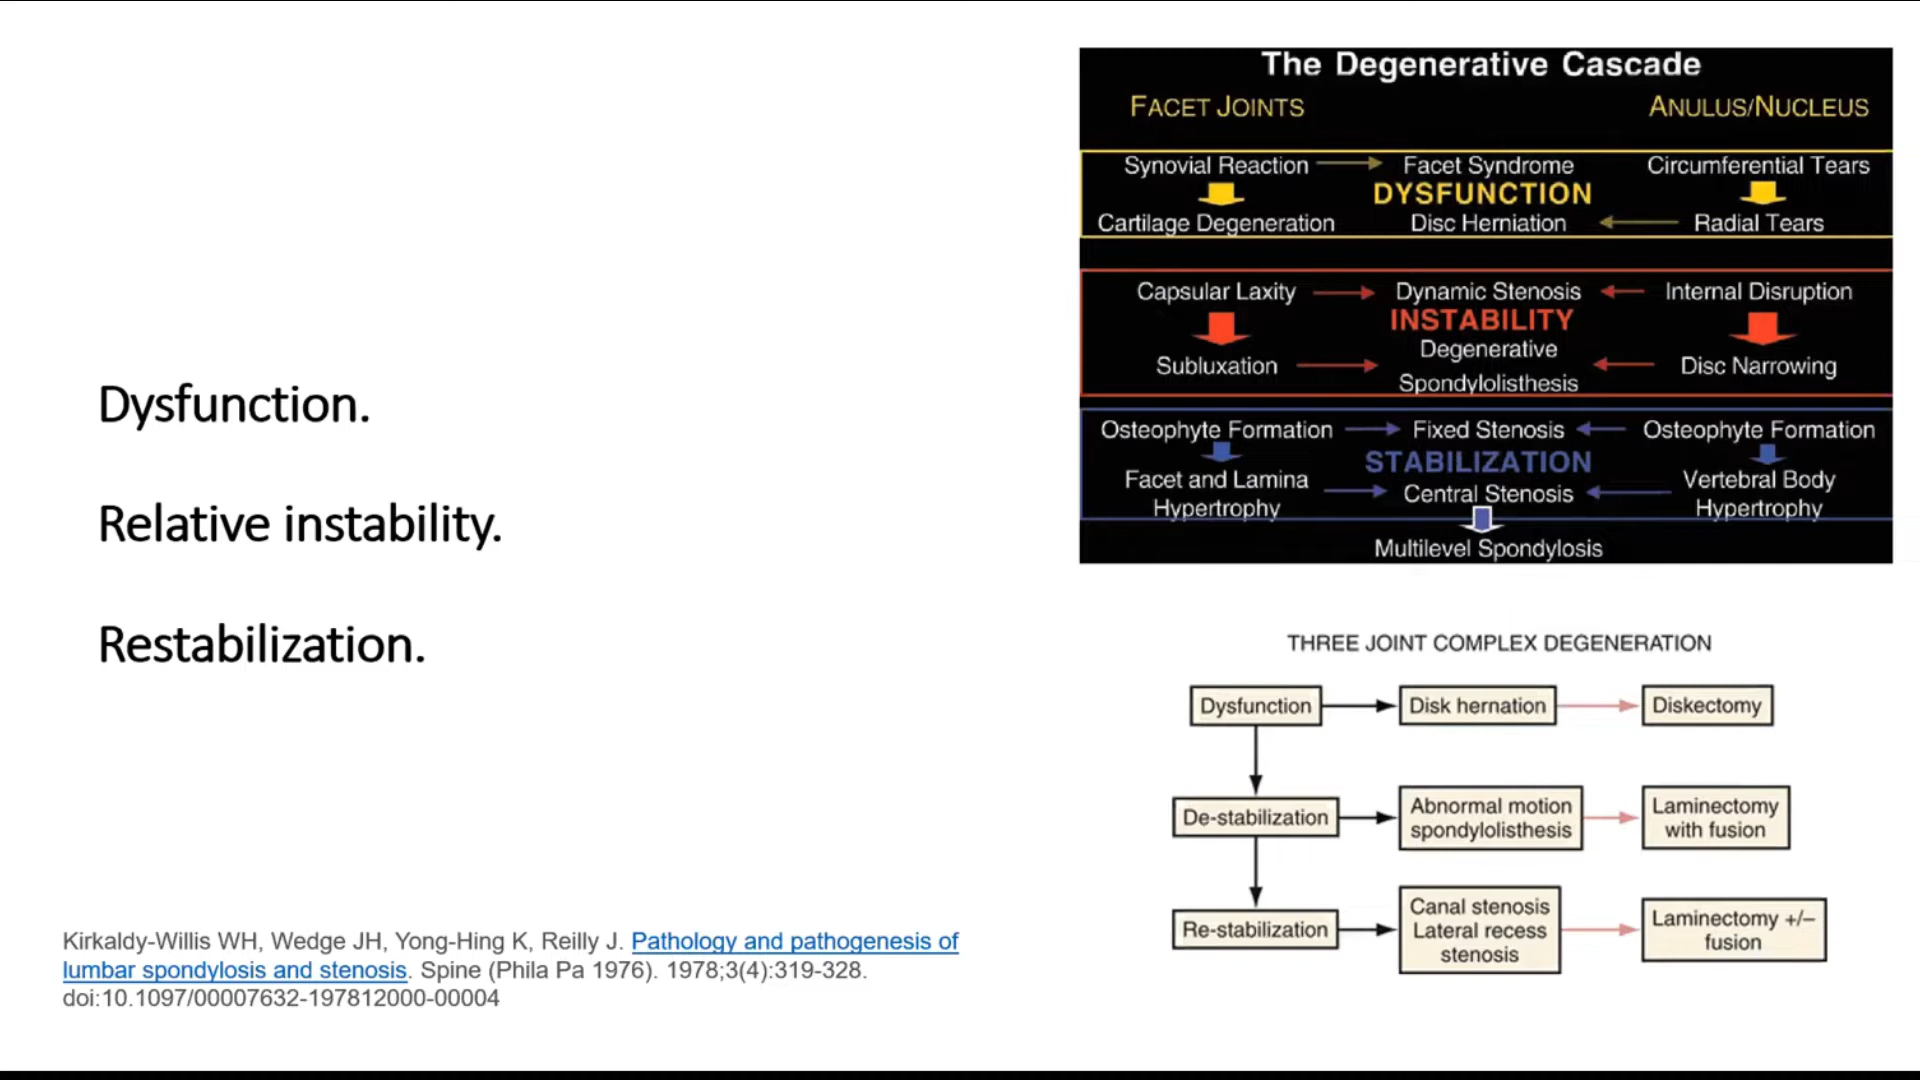 Dysfunction.
Relative instability.
Restabilization.
Kirkaldy-Willis WH, Wedge JH, Yong-Hing K, Reilly J. Pathology and pathogenesis of
lumbar spondylosis and stenosis. Spine (Phila Pa 1976). 1978;3(4):319-328.
doi:10.1097/00007632-197812000-00004
The Degenerative Cascade
FACET JOINTS
ANULUS/NUCLEUS
Synovial Reaction
Facet Syndrome
Circumferential Tears
DYSFUNCTION
Cartilage Degeneration
Disc Herniation
Radial Tears
Capsular Laxity
Dynamic Stenosis
Internal Disruption
INSTABILITY
Subluxation
Degenerative
Spondylolisthesis
Disc Narrowing
Osteophyte Formation
Fixed Stenosis
Osteophyte Formation
STABILIZATION
Facet and Lamina
Hypertrophy
Central Stenosis
Vertebral Body
Hypertrophy
Multilevel Spondylosis
THREE JOINT COMPLEX DEGENERATION
Dysfunction
Disk hernation
Diskectomy
De-stabilization
Abnormal motion
spondylolisthesis
Laminectomy
with fusion
Re-stabilization
Canal stenosis
Lateral recess
stenosis
Laminectomy +/–
fusion